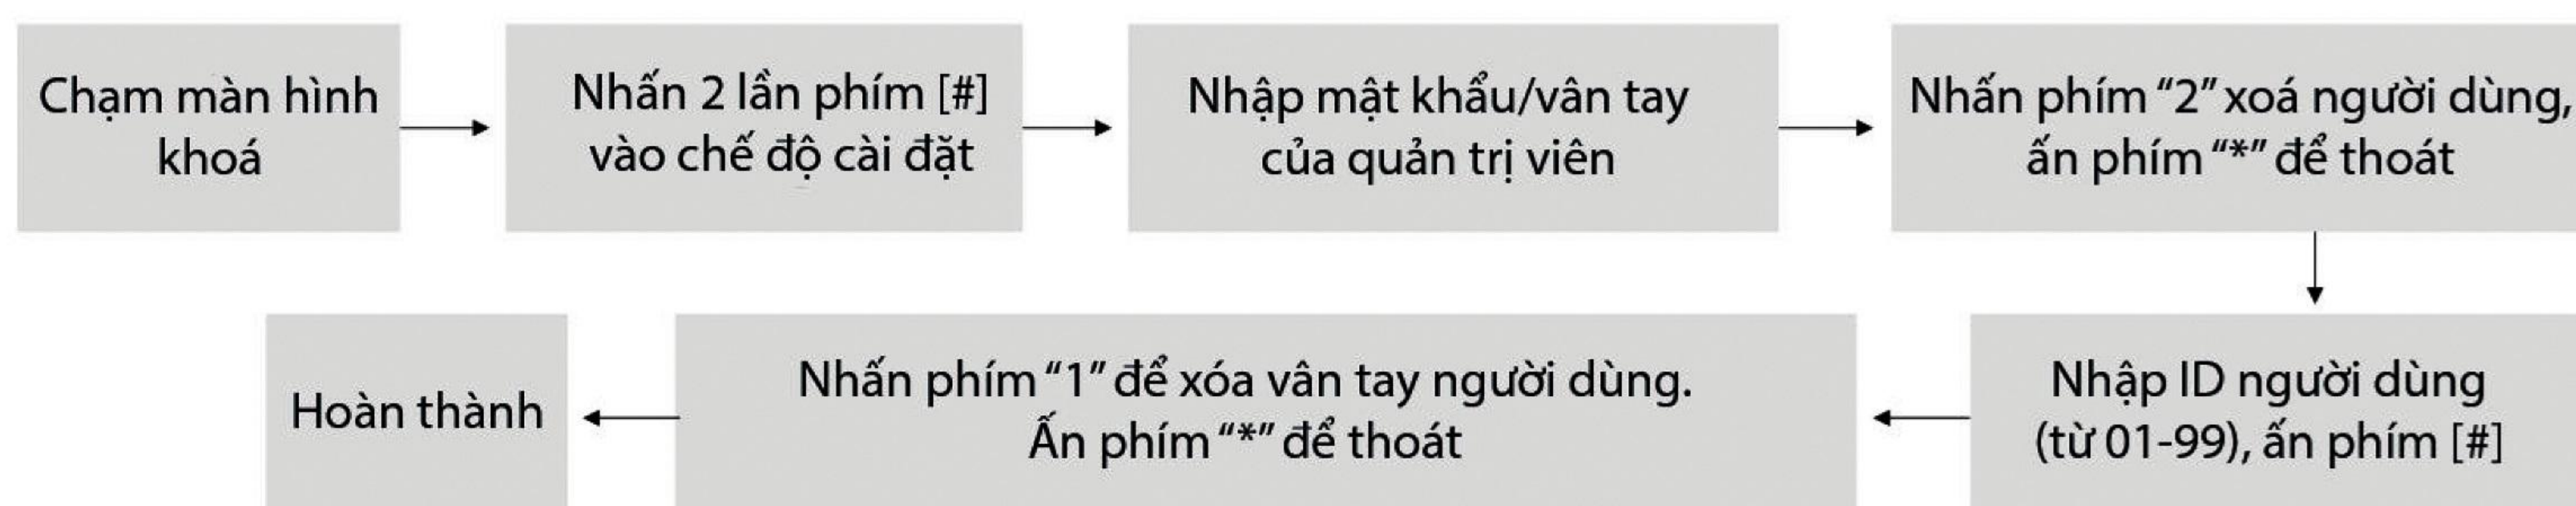 Chạm màn hình
khoá
Nhấn 2 lần phím [#]
vào chế độ cài đặt
Nhập mật khẩu/vân tay
của quản trị viên
Nhấn phím “2” xoá người dùng,
ấn phím “*” để thoát
Nhập ID người dùng
(từ 01-99), ấn phím [#]
Nhấn phím “1” để xóa vân tay người dùng.
Ấn phím “*” để thoát
Hoàn thành